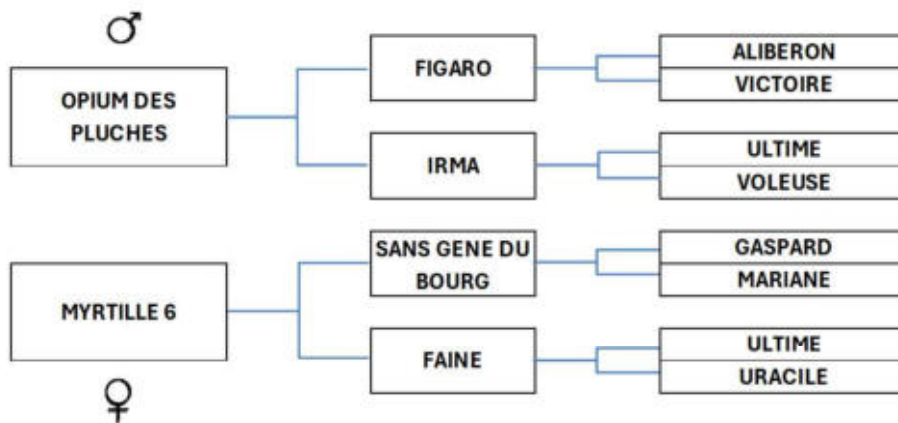 FIGARO
ALIBERON
VICTOIRE
OPIUM DES
PLUCHES
IRMA
ULTIME
VOLEUSE
SANS GENE DU
BOURG
GASPARD
MARIANE
MYRTILLE 6
FAINE
ULTIME
URACILE